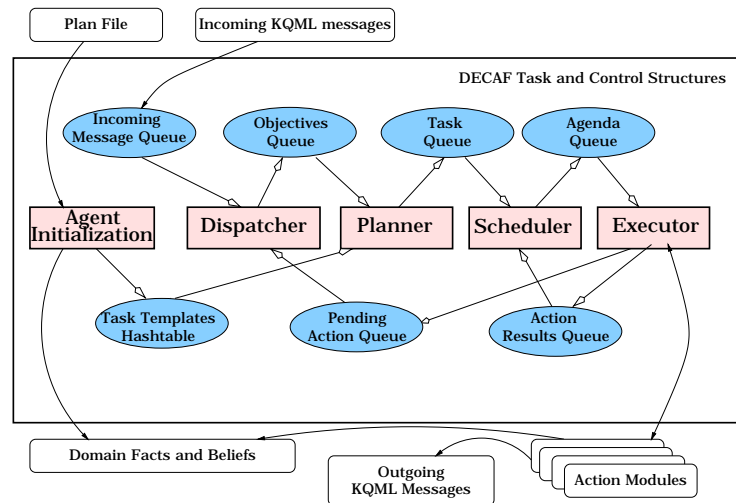 Plan File
Incoming KQML messages
DECAF Task and Control Structures
Incoming
Message Queue
Objectives
Queue
Task
Queue
Agenda
Queue
Agent
Initialization
Dispatcher
Planner
Scheduler
Executor
Task Templates
Hashtable
Pending
Action Queue
Action
Results Queue
Domain Facts and Beliefs
Outgoing
KQML Messages
Action Modules